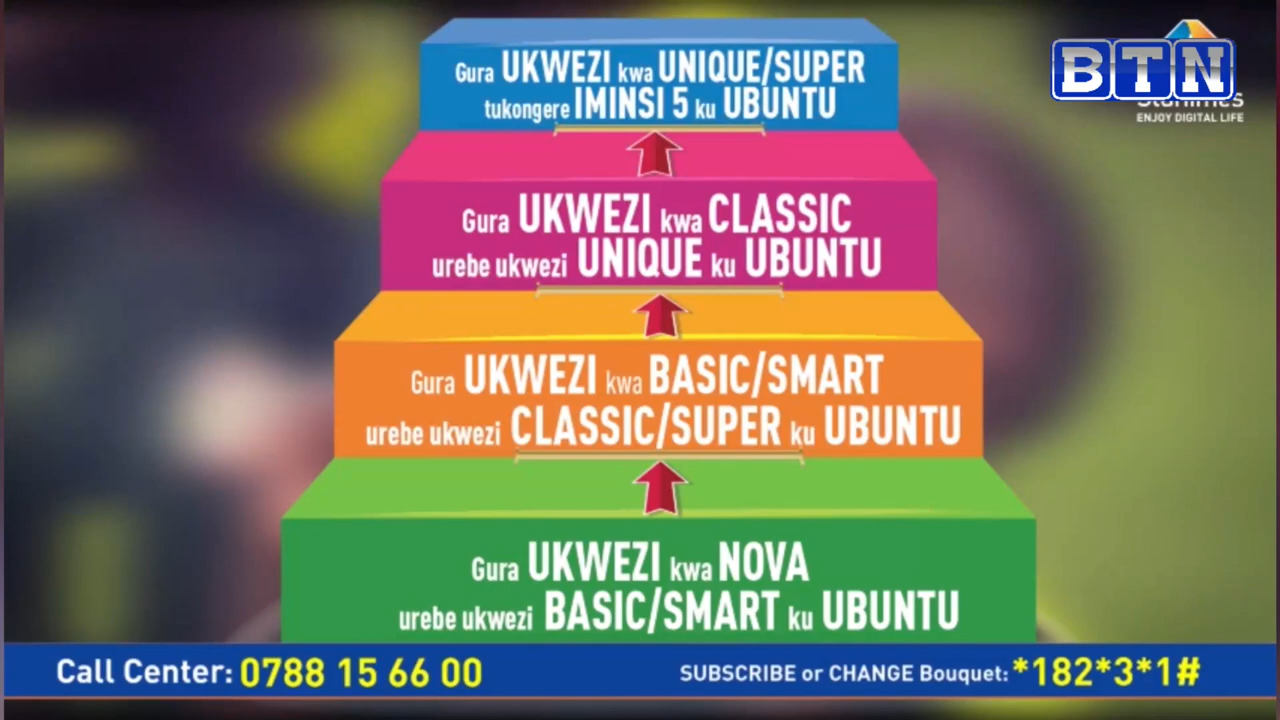 BTN
StarTimes
ENJOY DIGITAL LIFE
Gura UKWEZI kwa UNIQUE/SUPER
tukongere IMINSI 5 ku UBUNTU
Gura UKWEZI kwa CLASSIC
urebe ukwezi UNIQUE ku UBUNTU
Gura UKWEZI kwa BASIC/SMART
urebe ukwezi CLASSIC/SUPER ku UBUNTU
Gura UKWEZI kwa NOVA
urebe ukwezi BASIC/SMART ku UBUNTU
Call Center: 0788 15 66 00
SUBSCRIBE or CHANGE Bouquet: *182*3*1#